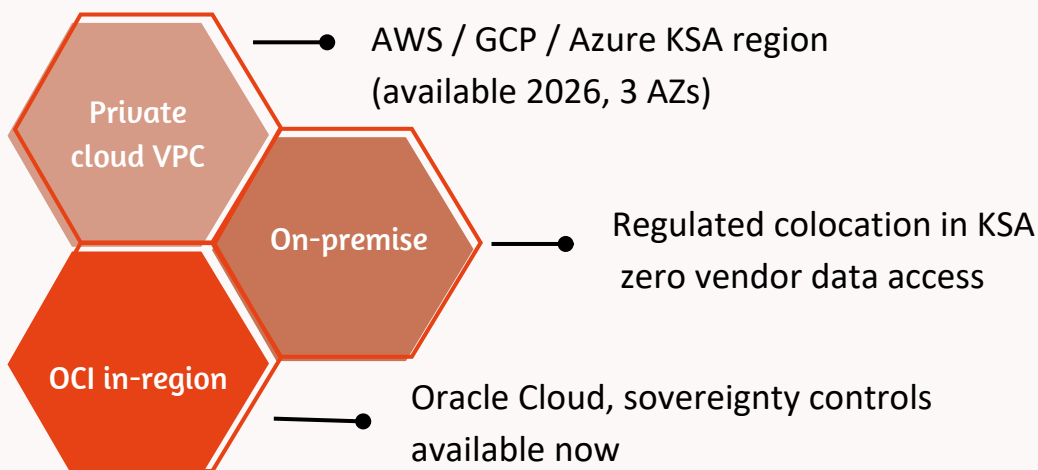 Private
cloud VPC
AWS / GCP / Azure KSA region
(available 2026, 3 AZs)
On-premise
Regulated colocation in KSA
zero vendor data access
OCI in-region
Oracle Cloud, sovereignty controls
available now